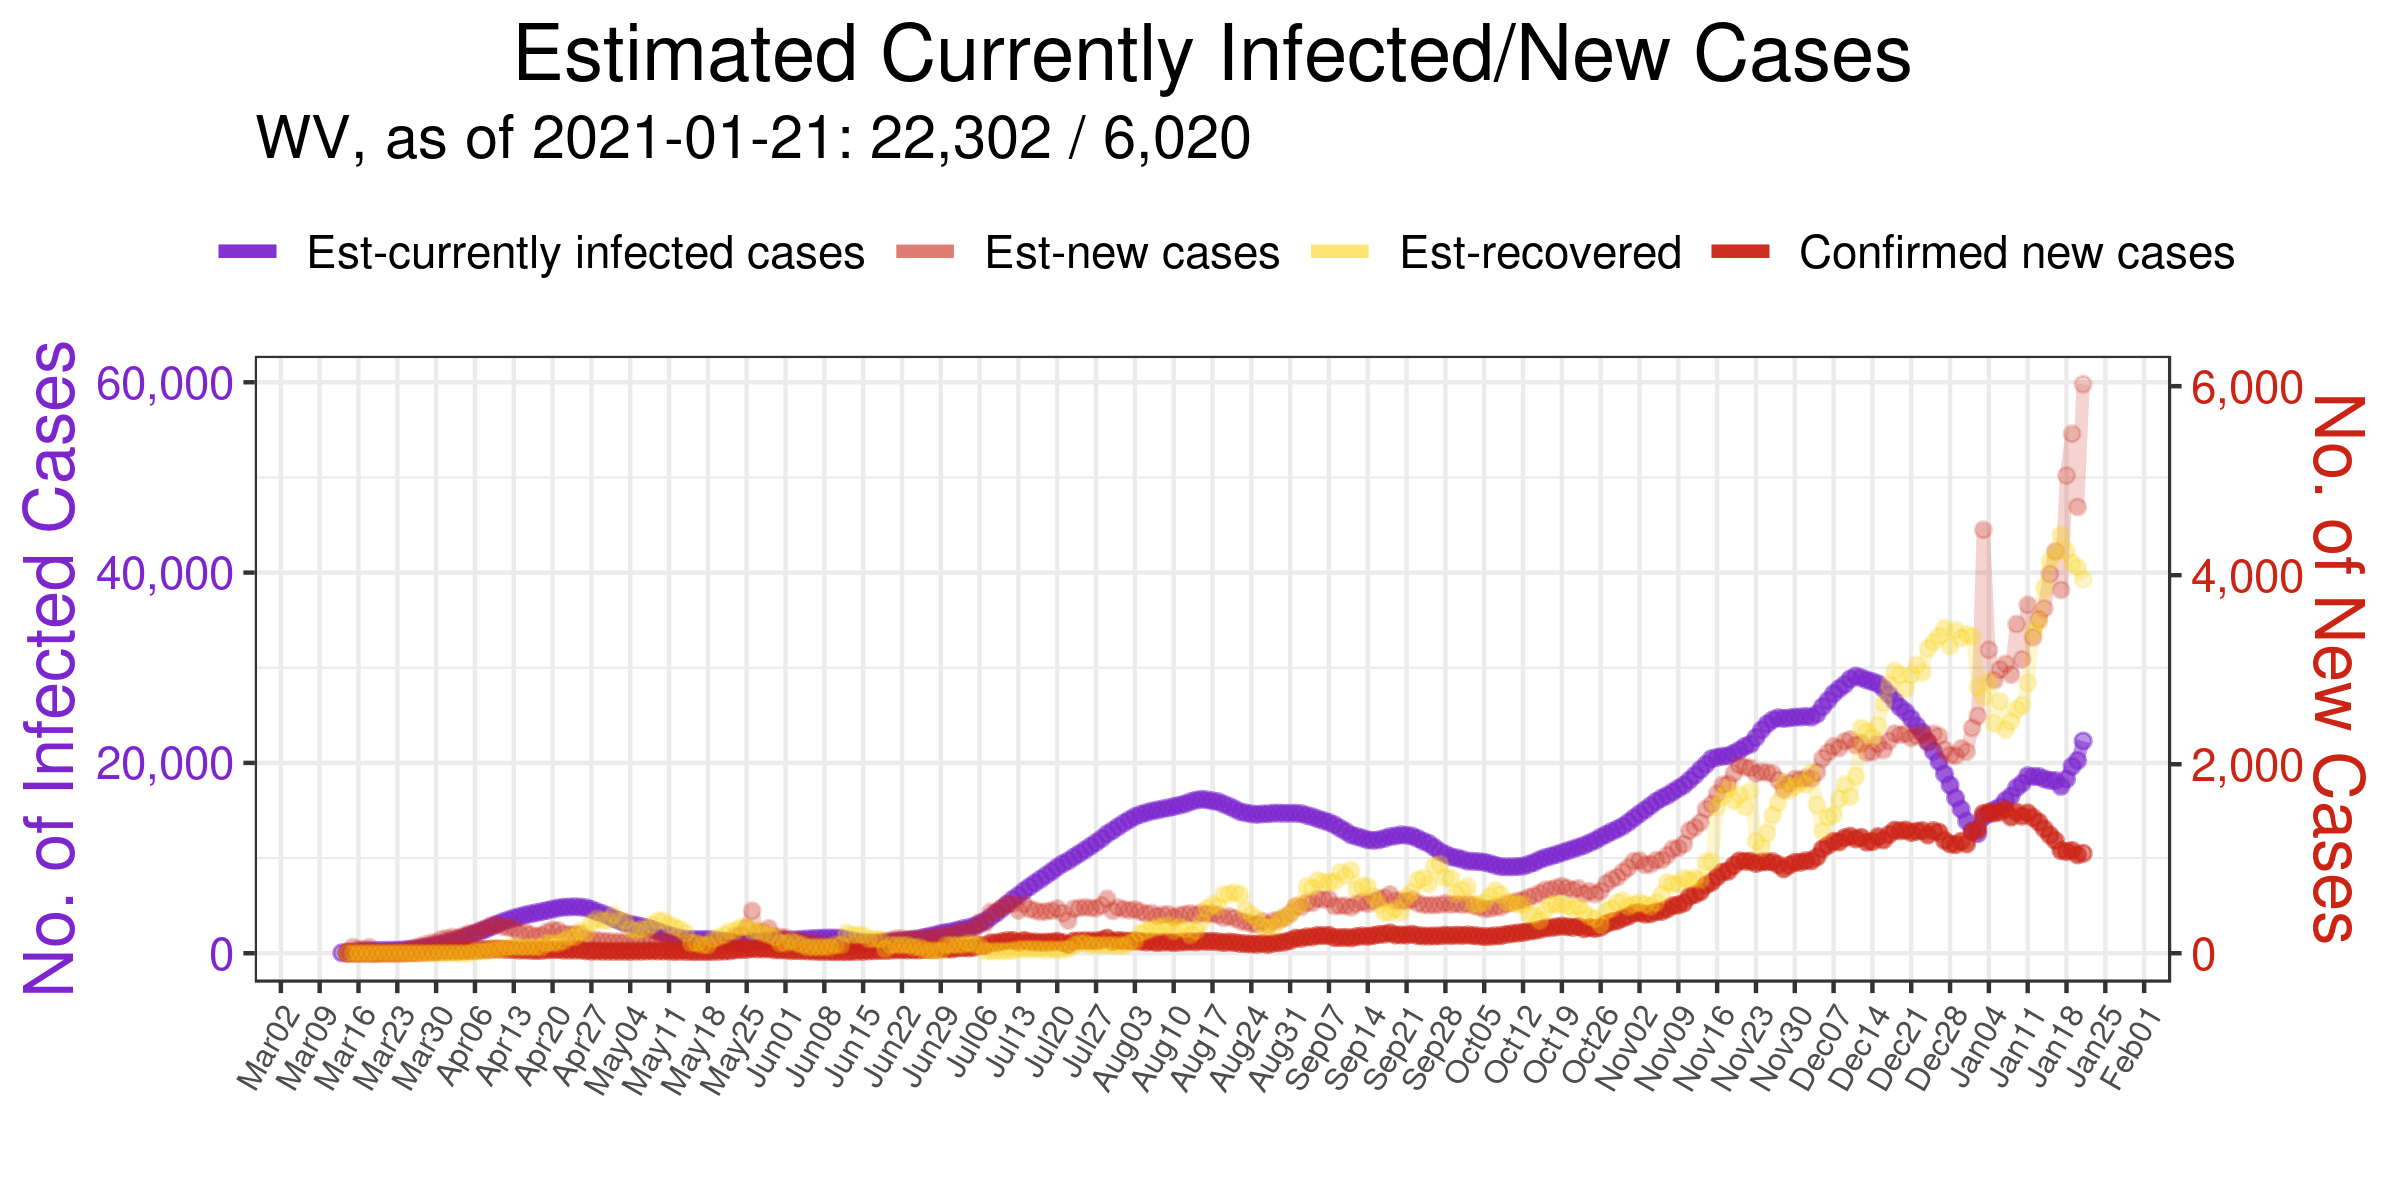 Estimated Currently Infected/New Cases
WV, as of 2021-01-21: 22,302 / 6,020
Est-currently infected cases
Est-new cases
Est-recovered
Confirmed new cases
No. of Infected Cases
60,000
40,000
20,000
0
6,000
4,000
2,000
0
No. of New Cases
Mar02
Mar09
Mar16
Mar23
Mar30
Apr06
Apr13
Apr20
Apr27
May04
May11
May18
May25
Jun01
Jun08
Jun15
Jun22
Jun29
Jul06
Jul13
Jul20
Jul27
Aug03
Aug10
Aug17
Aug24
Aug31
Sep07
Sep14
Sep21
Sep28
Oct05
Oct12
Oct19
Oct26
Nov02
Nov09
Nov16
Nov23
Nov30
Dec07
Dec14
Dec21
Dec28
Jan04
Jan11
Jan18
Jan25
Feb01